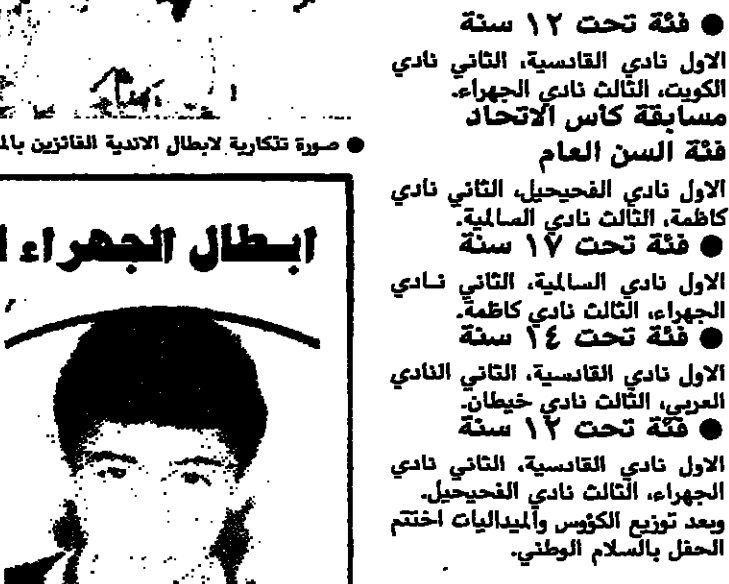 ● فئة تحت ١٢ سنة
الاول نادي القادسية، الثاني نادي
الكويت، الثالث نادي الجهراء.
مسابقة كأس الاتحاد
فئة السن العام
الاول نادي الفحيحيل، الثاني نادي
كاظمة، الثالث نادي السالمية.
● فئة تحت ١٧ سنة
الاول نادي السالمية، الثاني نـادي
الجهراء، الثالث نادي كاظمة.
● فئة تحت ١٤ سنة
الاول نادي القادسية، الثاني النادي
العربي، الثالث نادي خيطان.
● فئة تحت ١٢ سنة
الاول نادي القادسية، الثاني نادي
الجهراء، الثالث نادي الفحيحيل.
وبعد توزيع الكؤوس والميداليات اختتم
الحفل بالسلام الوطني.
● صورة تذكارية لابطال الاندية الفائزين
ابـطال الجهراء